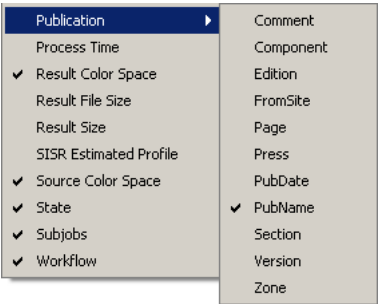 Publication
Process Time
Result Color Space
Result File Size
Result Size
SISR Estimated Profile
Source Color Space
State
Subjobs
Workflow
Comment
Component
Edition
FromSite
Page
Press
PubDate
PubName
Section
Version
Zone